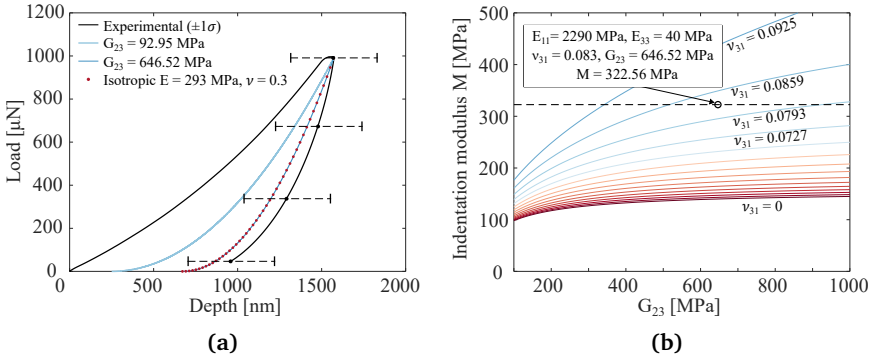 1200
1000
800
600
400
200
0
Load [μN]
Experimental (±1σ)
G23 = 92.95 MPa
G23 = 646.52 MPa
Isotropic E = 293 MPa, ν = 0.3
0 500 1000 1500 2000
Depth [nm]
(a)
500
400
300
200
100
0
Indentation modulus M [MPa]
E11= 2290 MPa, E33 = 40 MPa
ν31 = 0.083, G23 = 646.52 MPa
M = 322.56 MPa
ν31 = 0.0925
ν31 = 0.0859
ν31 = 0.0793
ν31 = 0.0727
ν31 = 0
200 400 600 800 1000
G23 [MPa]
(b)